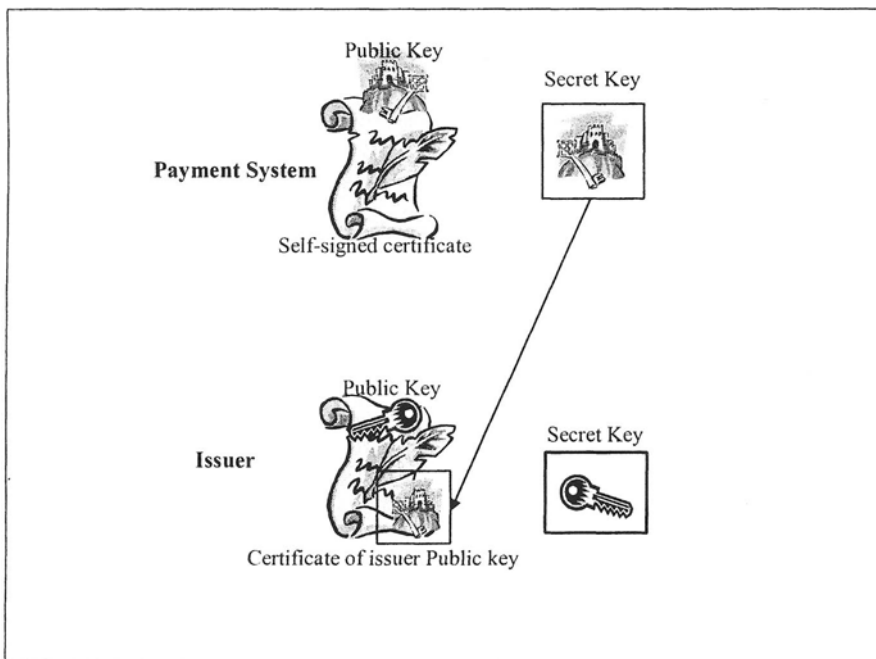 Public Key
Secret Key
Payment System
Self-signed certificate
Public Key
Secret Key
Issuer
Certificate of issuer Public key